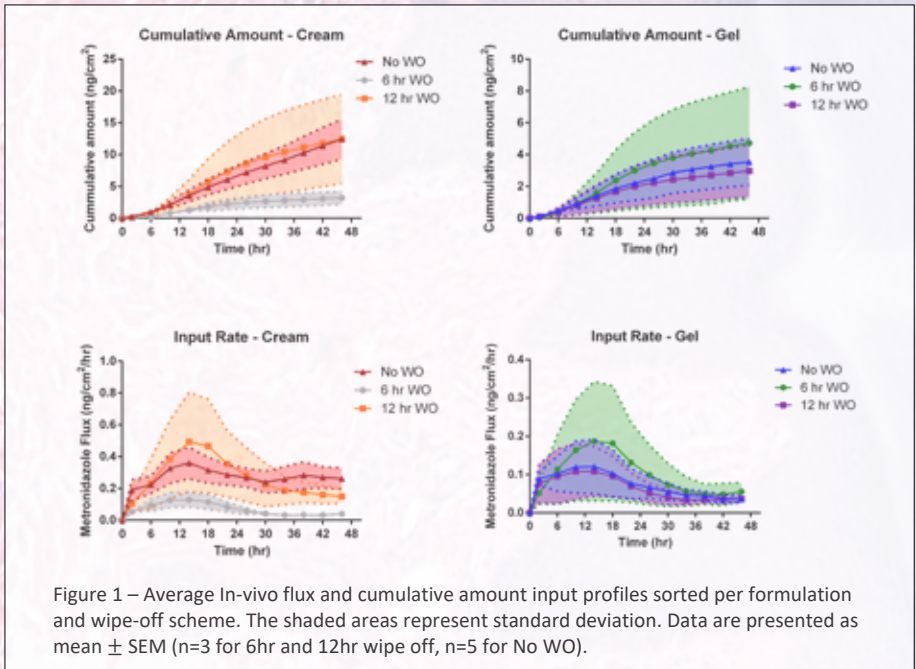 Cumulative Amount - Cream
Cummulative amount (ng/cm²)
25
20
15
10
5
0
0 6 12 18 24 30 36 42 48
Time (hr)
No WO
6 hr WO
12 hr WO
Cumulative Amount - Gel
Cummulative amount (ng/cm²)
10
8
6
4
2
0
0 6 12 18 24 30 36 42 48
Time (hr)
No WO
6 hr WO
12 hr WO
Input Rate - Cream
Metronidazole Flux (ng/cm²/hr)
1.0
0.8
0.6
0.4
0.2
0.0
0 6 12 18 24 30 36 42 48
Time (hr)
No WO
6 hr WO
12 hr WO
Input Rate - Gel
Metronidazole Flux (ng/cm²/hr)
0.4
0.3
0.2
0.1
0.0
0 6 12 18 24 30 36 42 48
Time (hr)
No WO
6 hr WO
12 hr WO
Figure 1 – Average In-vivo flux and cumulative amount input profiles sorted per formulation
and wipe-off scheme. The shaded areas represent standard deviation. Data are presented as
mean ± SEM (n=3 for 6hr and 12hr wipe off, n=5 for No WO).